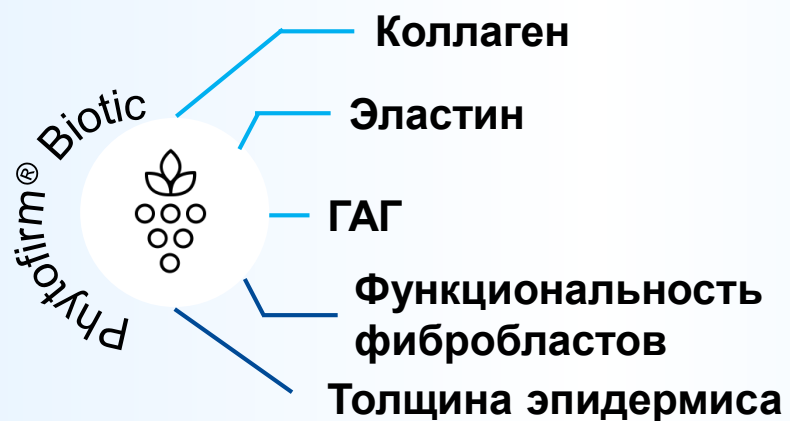 Phytofirm® Biotic
Коллаген
Эластин
ГАГ
Функциональность
фибробластов
Толщина эпидермиса